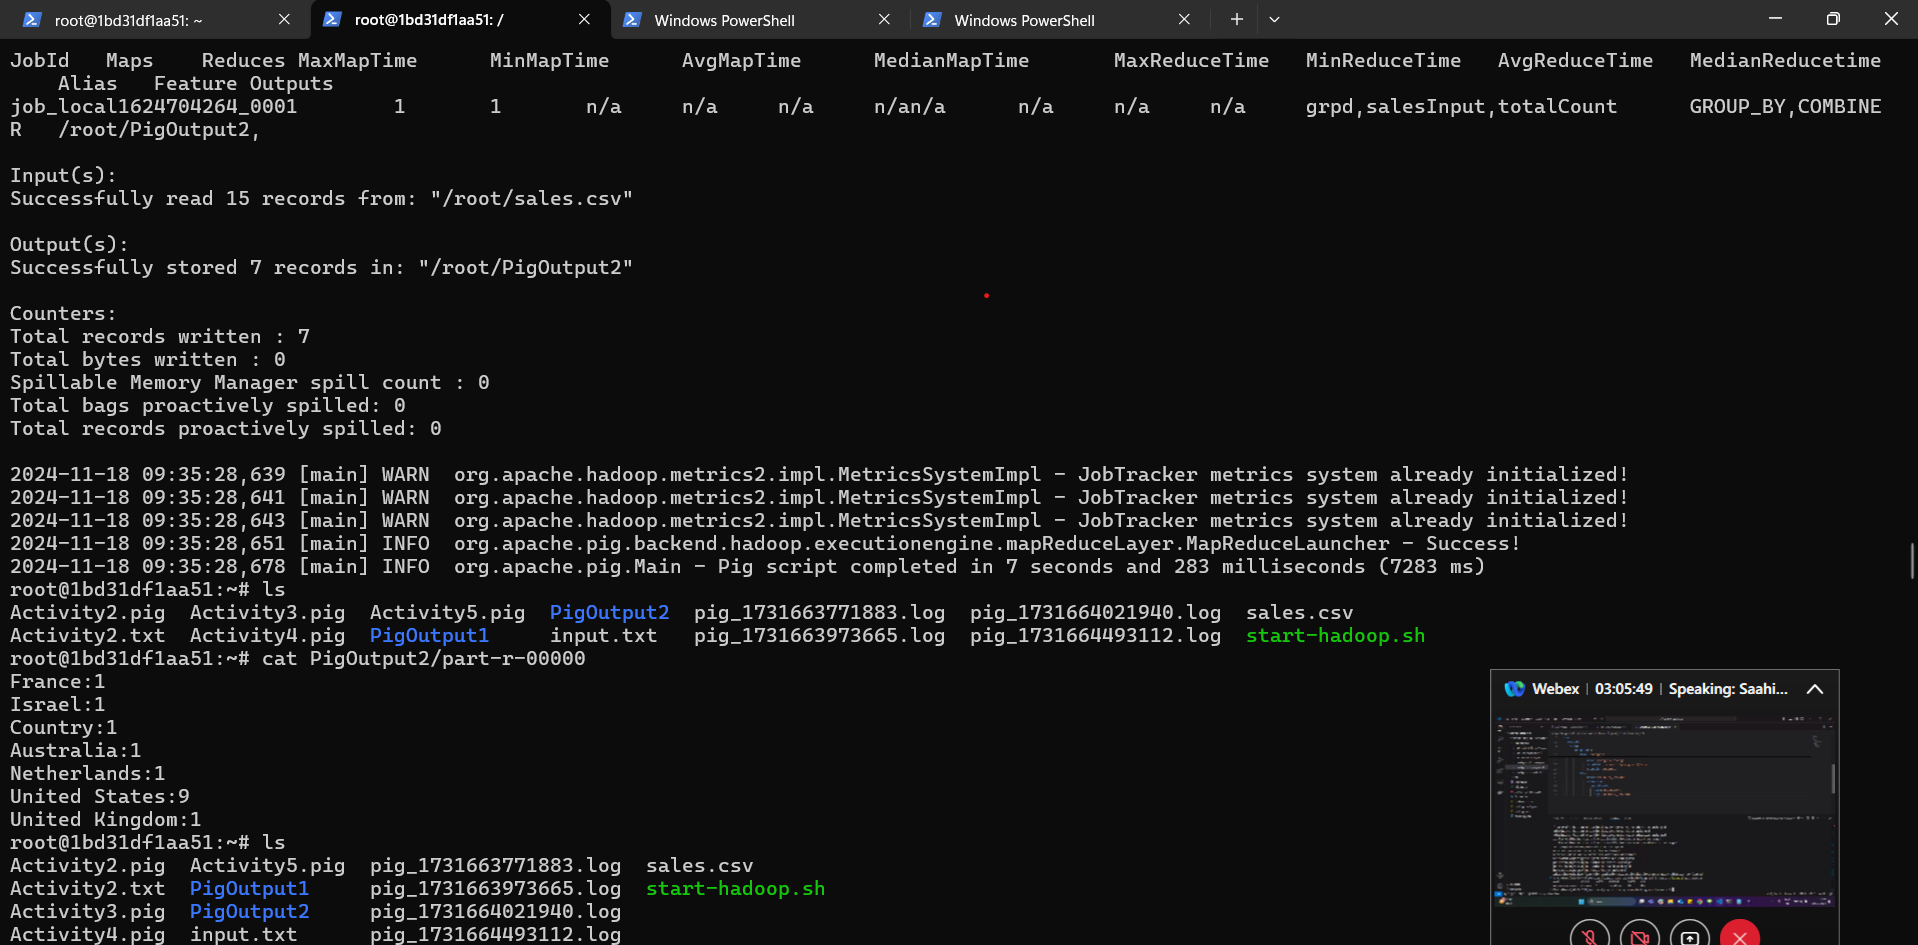 root@1bd31df1aa51: ~
root@1bd31df1aa51: /
Windows PowerShell
Windows PowerShell
JobId Maps Reduces MaxMapTime MinMapTime AvgMapTime MedianMapTime MaxReduceTime MinReduceTime AvgReduceTime MedianReducetime
Alias Feature Outputs
job_local1624704264_0001 1 1 n/a n/a n/a n/an/a n/a n/a n/a grpd,salesInput,totalCount GROUP_BY,COMBINE
R /root/PigOutput2,
Input(s):
Successfully read 15 records from: "/root/sales.csv"
Output(s):
Successfully stored 7 records in: "/root/PigOutput2"
Counters:
Total records written : 7
Total bytes written : 0
Spillable Memory Manager spill count : 0
Total bags proactively spilled: 0
Total records proactively spilled: 0
2024-11-18 09:35:28,639 [main] WARN org.apache.hadoop.metrics2.impl.MetricsSystemImpl - JobTracker metrics system already initialized!
2024-11-18 09:35:28,641 [main] WARN org.apache.hadoop.metrics2.impl.MetricsSystemImpl - JobTracker metrics system already initialized!
2024-11-18 09:35:28,643 [main] WARN org.apache.hadoop.metrics2.impl.MetricsSystemImpl - JobTracker metrics system already initialized!
2024-11-18 09:35:28,651 [main] INFO org.apache.pig.backend.hadoop.executionengine.mapReduceLayer.MapReduceLauncher - Success!
2024-11-18 09:35:28,678 [main] INFO org.apache.pig.Main - Pig script completed in 7 seconds and 283 milliseconds (7283 ms)
root@1bd31df1aa51:~# ls
Activity2.pig Activity3.pig Activity5.pig PigOutput2 pig_1731663771883.log pig_1731664021940.log sales.csv
Activity2.txt Activity4.pig PigOutput1 input.txt pig_1731663973665.log pig_1731664493112.log start-hadoop.sh
root@1bd31df1aa51:~# cat PigOutput2/part-r-00000
France:1
Israel:1
Country:1
Australia:1
Netherlands:1
United States:9
United Kingdom:1
root@1bd31df1aa51:~# ls
Activity2.pig Activity5.pig pig_1731663771883.log sales.csv
Activity2.txt PigOutput1 pig_1731663973665.log start-hadoop.sh
Activity3.pig PigOutput2 pig_1731664021940.log
Activity4.pig input.txt pig_1731664493112.log
Webex | 03:05:49 | Speaking: Saahi...